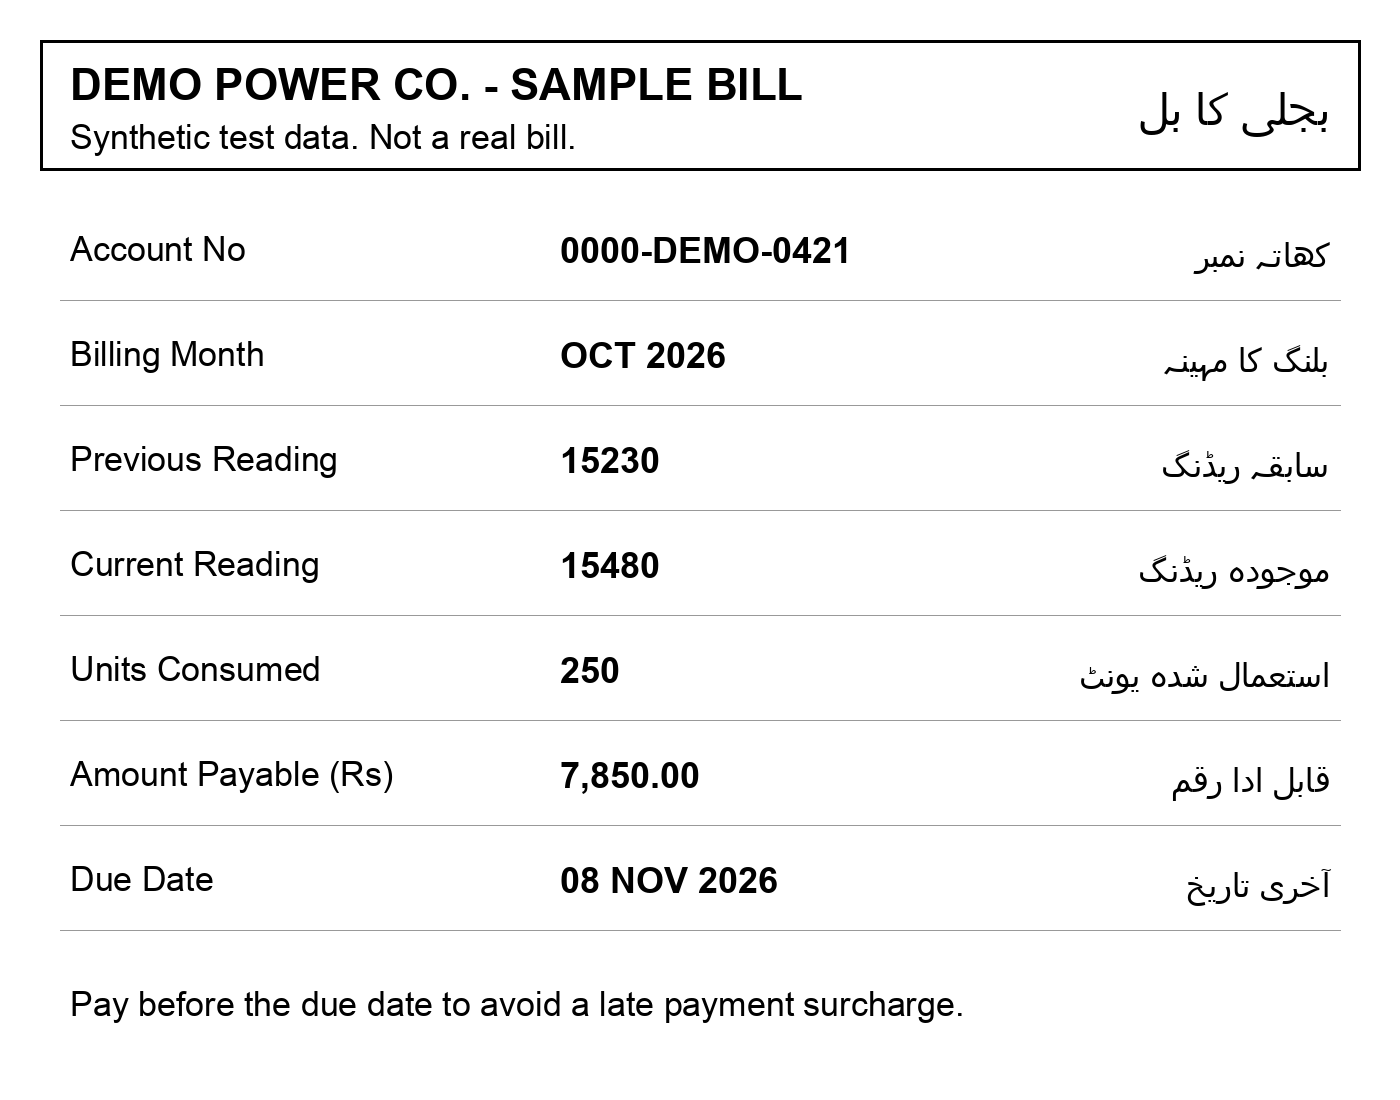 DEMO POWER CO. - SAMPLE BILL
بجلی کا بل
Synthetic test data. Not a real bill.
Account No 0000-DEMO-0421 کھاتہ نمبر
Billing Month OCT 2026 بلنگ کا مہینہ
Previous Reading 15230 سابقہ ریڈنگ
Current Reading 15480 موجودہ ریڈنگ
Units Consumed 250 استعمال شدہ یونٹ
Amount Payable (Rs) 7,850.00 قابل ادا رقم
Due Date 08 NOV 2026 آخری تاریخ
Pay before the due date to avoid a late payment surcharge.